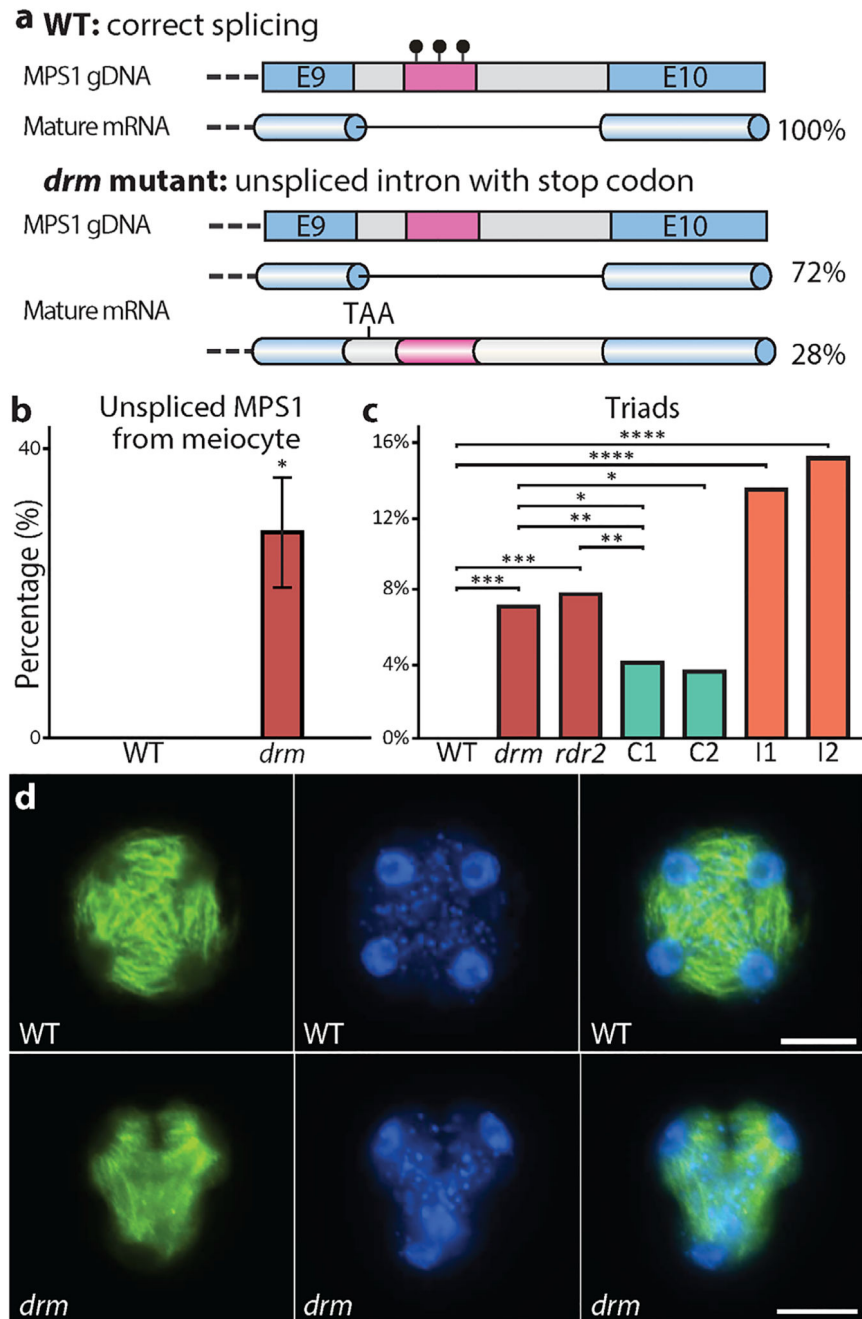 a WT: correct splicing
MPS1 gDNA E9 E10
Mature mRNA 100%
drm mutant: unspliced intron with stop codon
MPS1 gDNA E9 E10
72%
Mature mRNA
TAA
28%
b Unspliced MPS1
from meiocyte
40
*
Percentage (%)
0
WT drm
c Triads
16%
****
****
*
12%
*
**
**
8%
***
***
4%
0%
WT drm rdr2 C1 C2 I1 I2
d
WT WT WT
drm drm drm